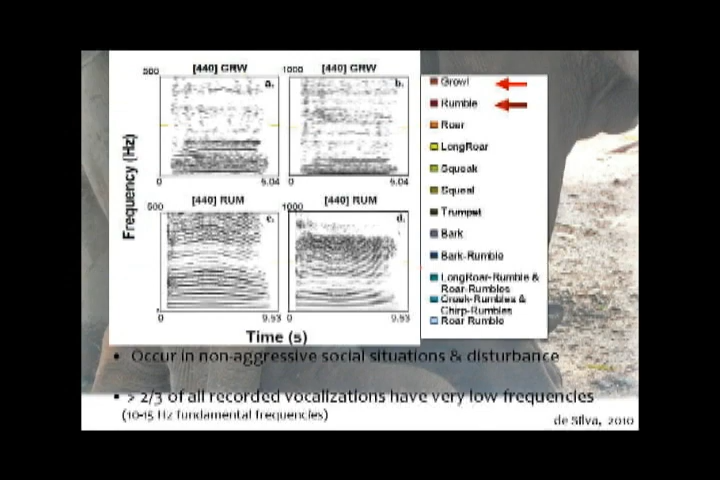 [440] GRW
[440] GRW
500
1000
a.
b.
0
5.04
0
5.04
Frequency (Hz)
[440] RUM
[440] RUM
500
1000
c.
d.
0
9.93
0
9.93
Time (s)
Growl
Rumble
Roar
LongRoar
Squeak
Squeal
Trumpet
Bark
Bark-Rumble
LongRoar-Rumble &
Roar-Rumbles
Croak-Rumbles &
Chirp-Rumbles
Roar Rumble
• Occur in non-aggressive social situations & disturbance
• > 2/3 of all recorded vocalizations have very low frequencies
(10-15 Hz fundamental frequencies)
de Silva, 2010